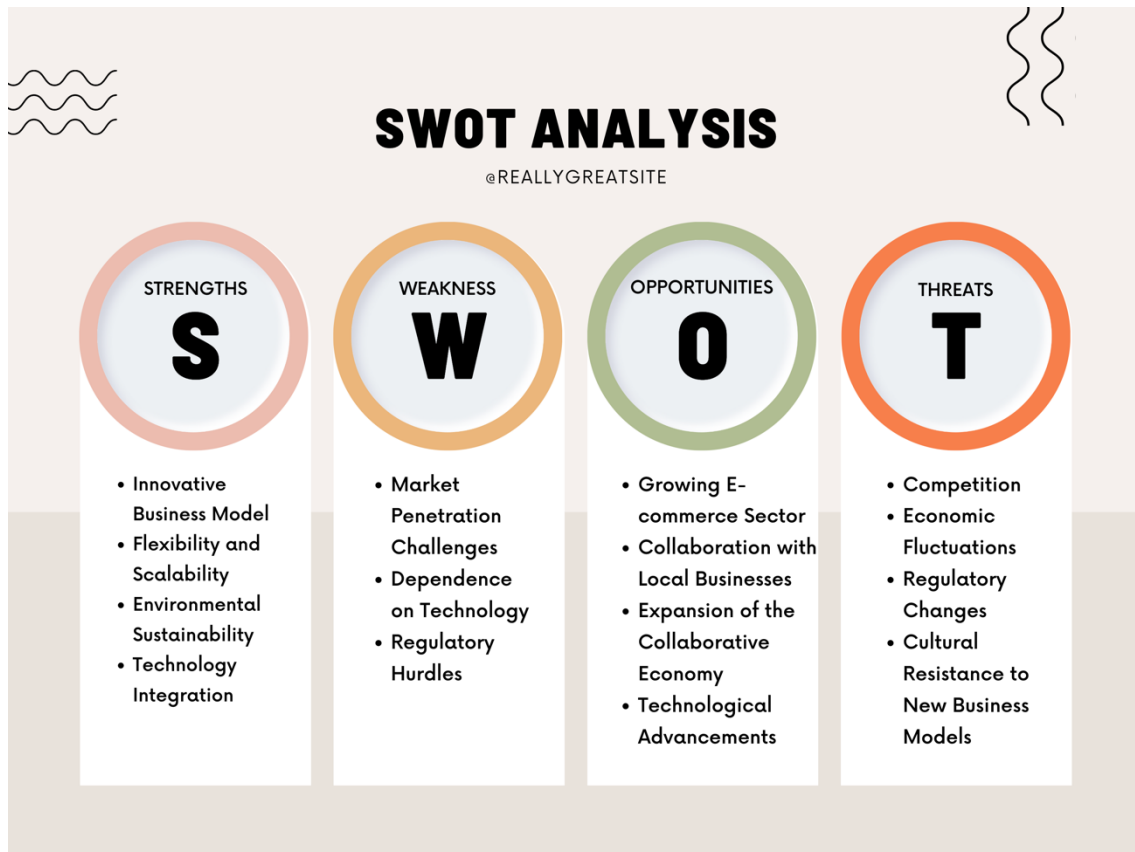 SWOT ANALYSIS
@REALLYGREATSITE
STRENGTHS
S
• Innovative
Business Model
• Flexibility and
Scalability
• Environmental
Sustainability
• Technology
Integration
WEAKNESS
W
• Market
Penetration
Challenges
• Dependence
on Technology
• Regulatory
Hurdles
OPPORTUNITIES
O
• Growing E-
commerce Sector
• Collaboration with
Local Businesses
• Expansion of the
Collaborative
Economy
• Technological
Advancements
THREATS
T
• Competition
• Economic
Fluctuations
• Regulatory
Changes
• Cultural
Resistance to
New Business
Models